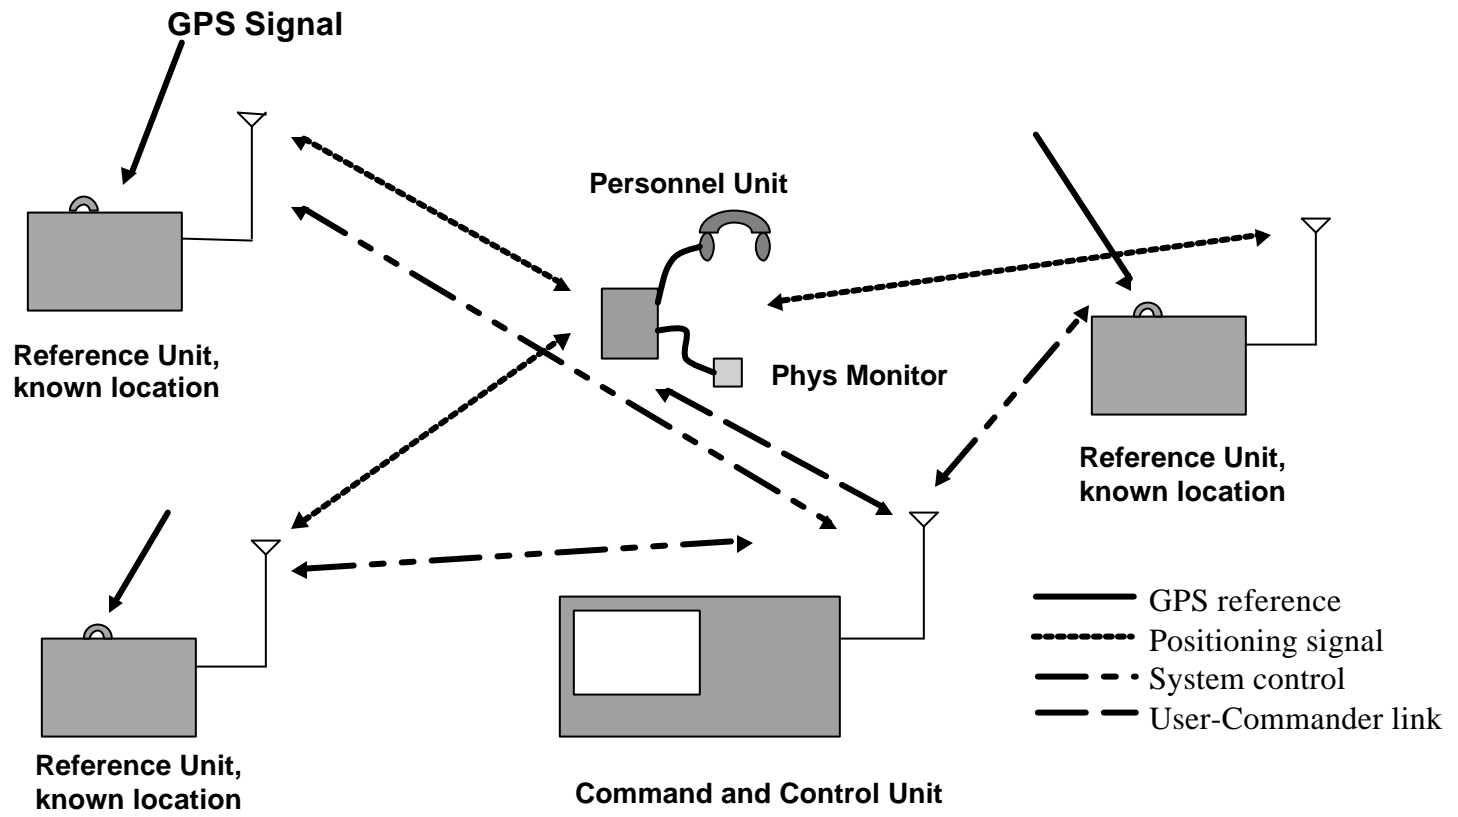 GPS Signal
Personnel Unit
Reference Unit,
known location
Phys Monitor
Reference Unit,
known location
GPS reference
Positioning signal
System control
User-Commander link
Reference Unit,
known location
Command and Control Unit